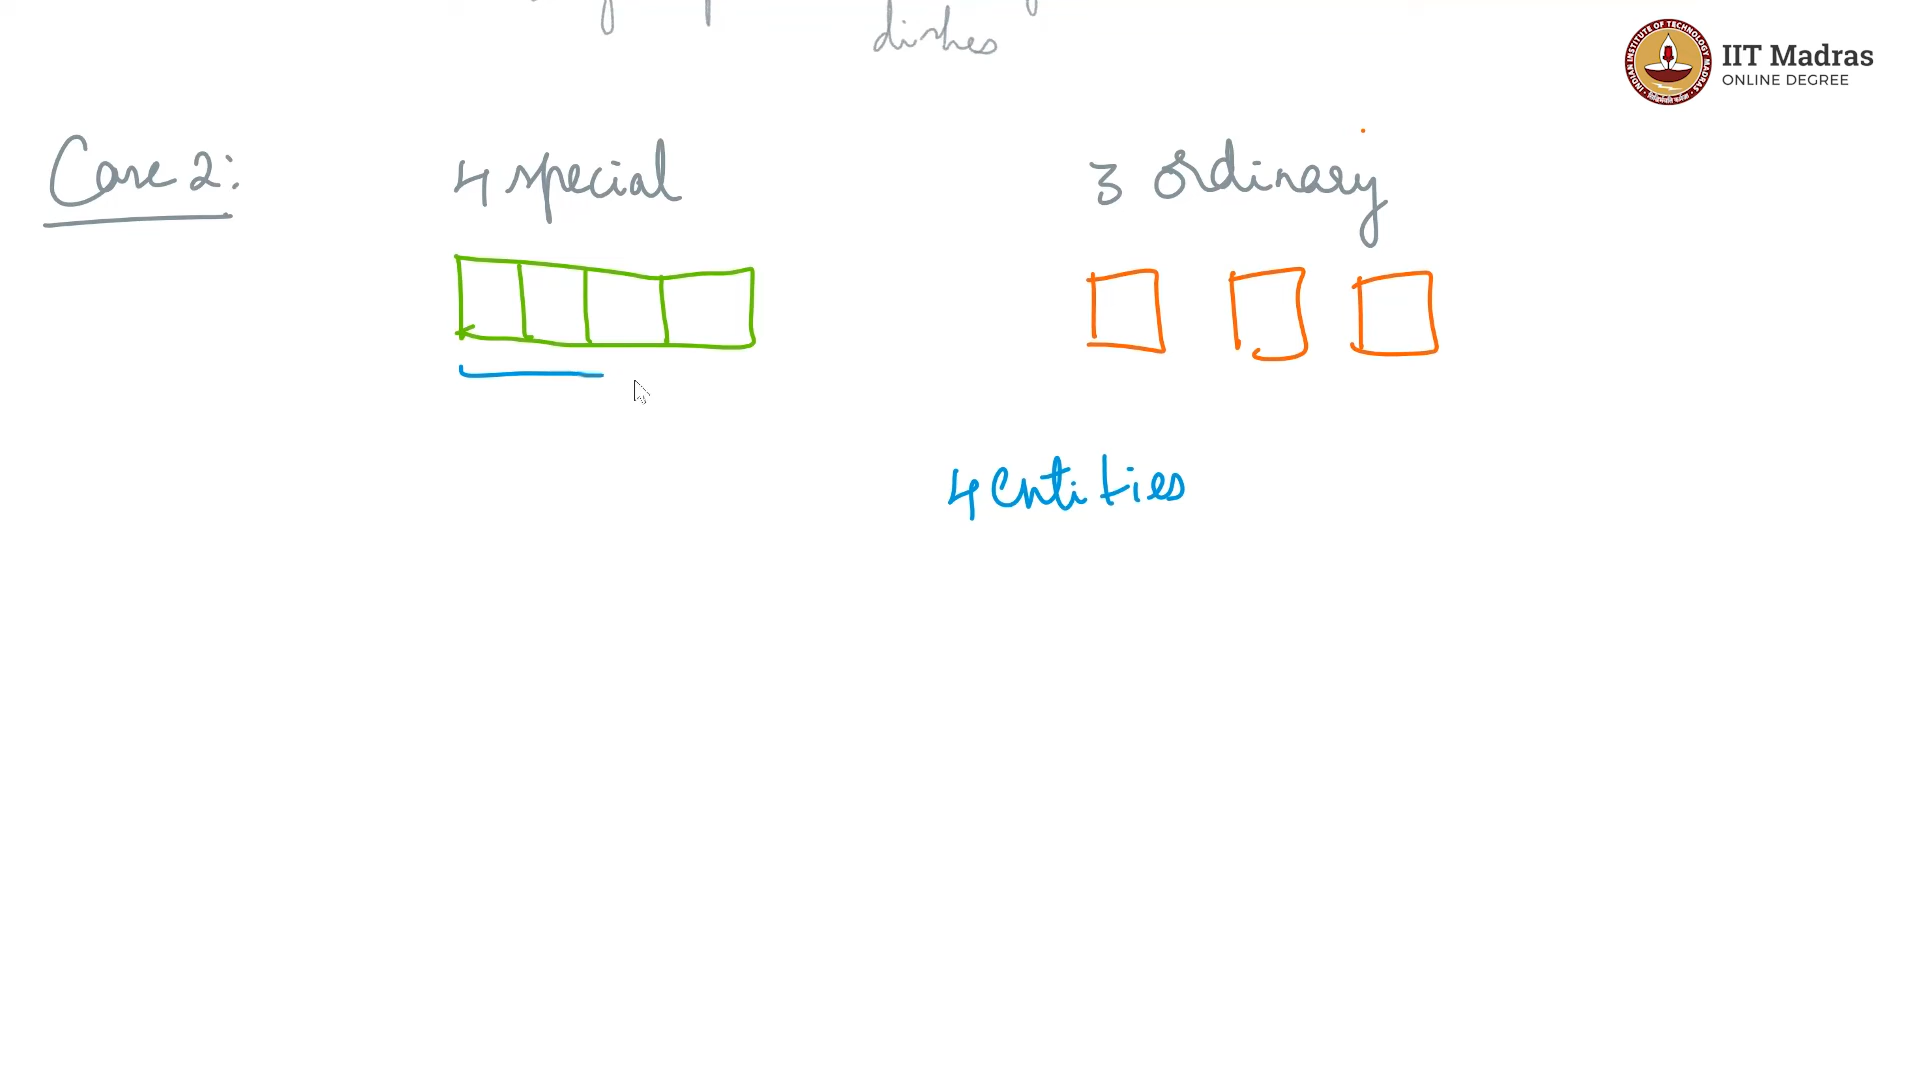 dishes
IIT Madras
ONLINE DEGREE
Case 2:
4 special
3 ordinary
4 entities